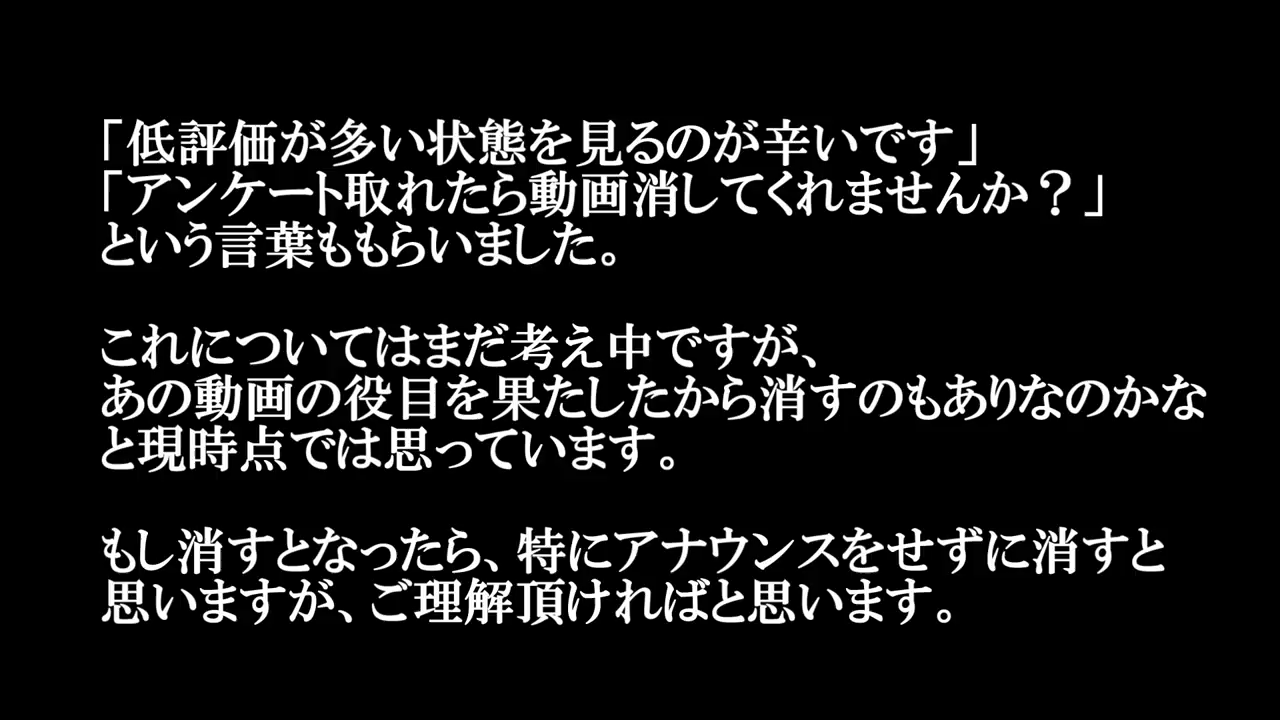 「低評価が多い状態を見るのが辛いです」
「アンケート取れたら動画消してくれませんか？」
という言葉ももらいました。
これについてはまだ考え中ですが、
あの動画の役目を果たしたから消すのもありなのかな
と現時点では思っています。
もし消すとなったら、特にアナウンスをせずに消すと
思いますが、ご理解頂ければと思います。